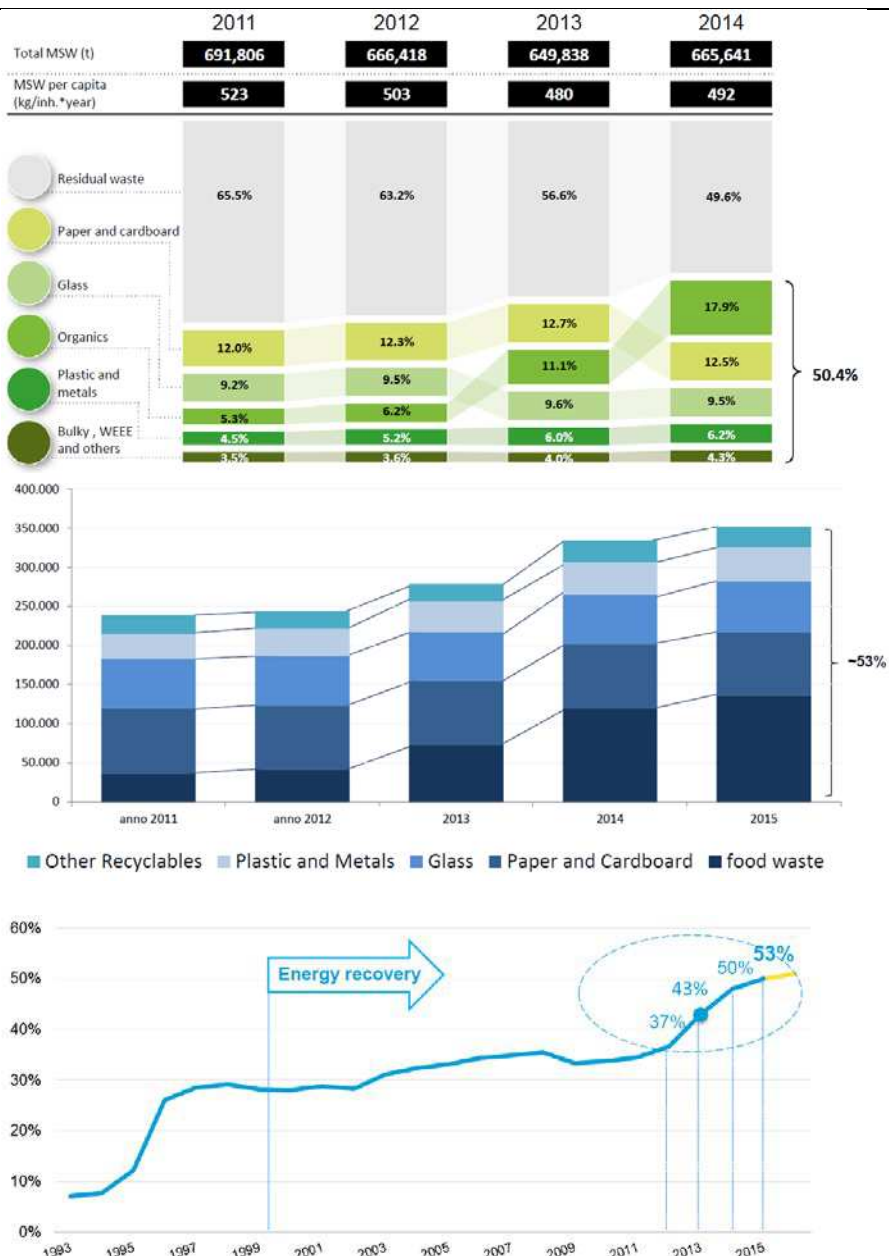 2011 2012 2013 2014
Total MSW (t) 691,806 666,418 649,838 665,641
MSW per capita
(kg/inh.*year) 523 503 480 492
Residual waste 65.5% 63.2% 56.6% 49.6%
Paper and cardboard
Glass
Organics
Plastic and
metals
Bulky , WEEE
and others
12.0% 12.3% 12.7% 17.9%
9.2% 9.5% 11.1% 12.5%
5.3% 6.2% 9.6% 9.5%
4.5% 5.2% 6.0% 6.2%
3.5% 3.6% 4.0% 4.3%
50.4%
400.000
350.000
300.000
250.000
200.000
150.000
100.000
50.000
0
~53%
anno 2011 anno 2012 2013 2014 2015
Other Recyclables Plastic and Metals Glass Paper and Cardboard food waste
60%
50%
40%
30%
20%
10%
0%
Energy recovery
37% 43% 50% 53%
1993 1995 1997 1999 2001 2003 2005 2007 2009 2011 2013 2015